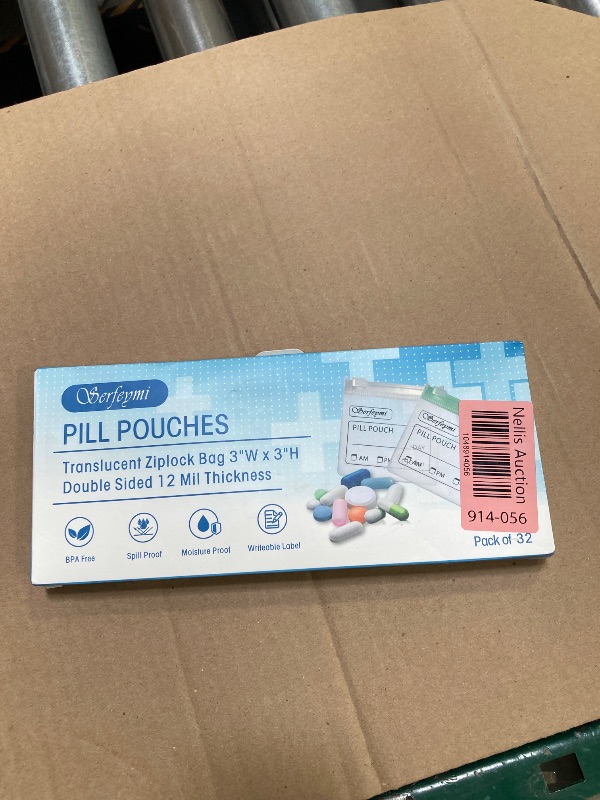 Serfeymi
PILL POUCHES
Translucent Ziplock Bag 3"W x 3"H
Double Sided 12 Mil Thickness
BPA Free
Spill Proof
Moisture Proof
Writeable Label
Serfeymi
PILL POUCH
AM
Serfeymi
PILL POUCH
AM
PM
Nellis Auction
1048914056
914-056
Pack of 32